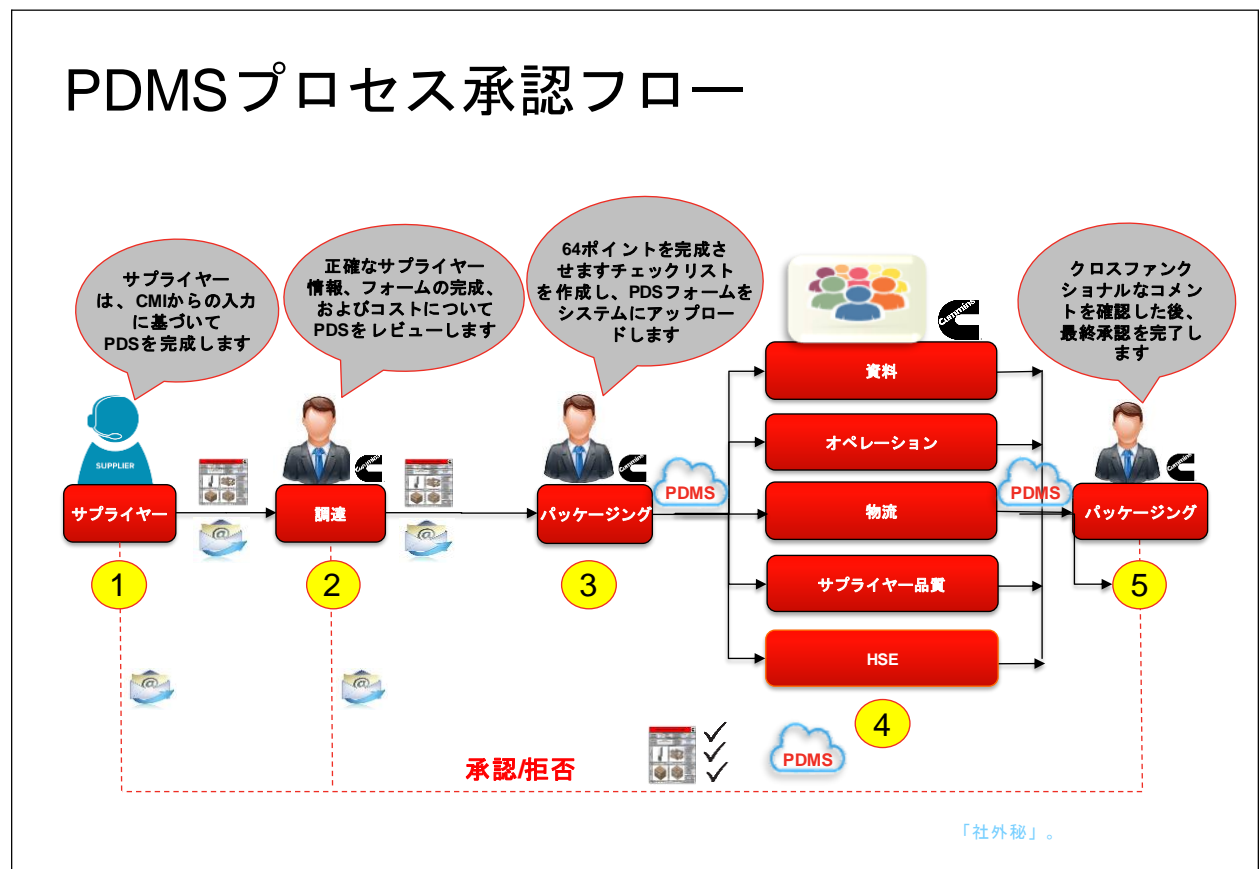 PDMSプロセス承認フロー
サプライヤー
は、CMIからの入力
に基づいて
PDSを完成します
正確なサプライヤー
情報、フォームの完成、
およびコストについて
PDSをレビューします
64ポイントを完成さ
せますチェックリスト
を作成し、PDSフォームを
システムにアップロー
ドします
クロスファンク
ショナルなコメン
トを確認した後、
最終承認を完了し
ます
SUPPLIER
サプライヤー
調達
パッケージング
PDMS
Cummins
Cummins
Cummins
Cummins
資料
オペレーション
物流
サプライヤー品質
HSE
PDMS
パッケージング
1
2
3
4
5
承認/拒否
PDMS
「社外秘」。